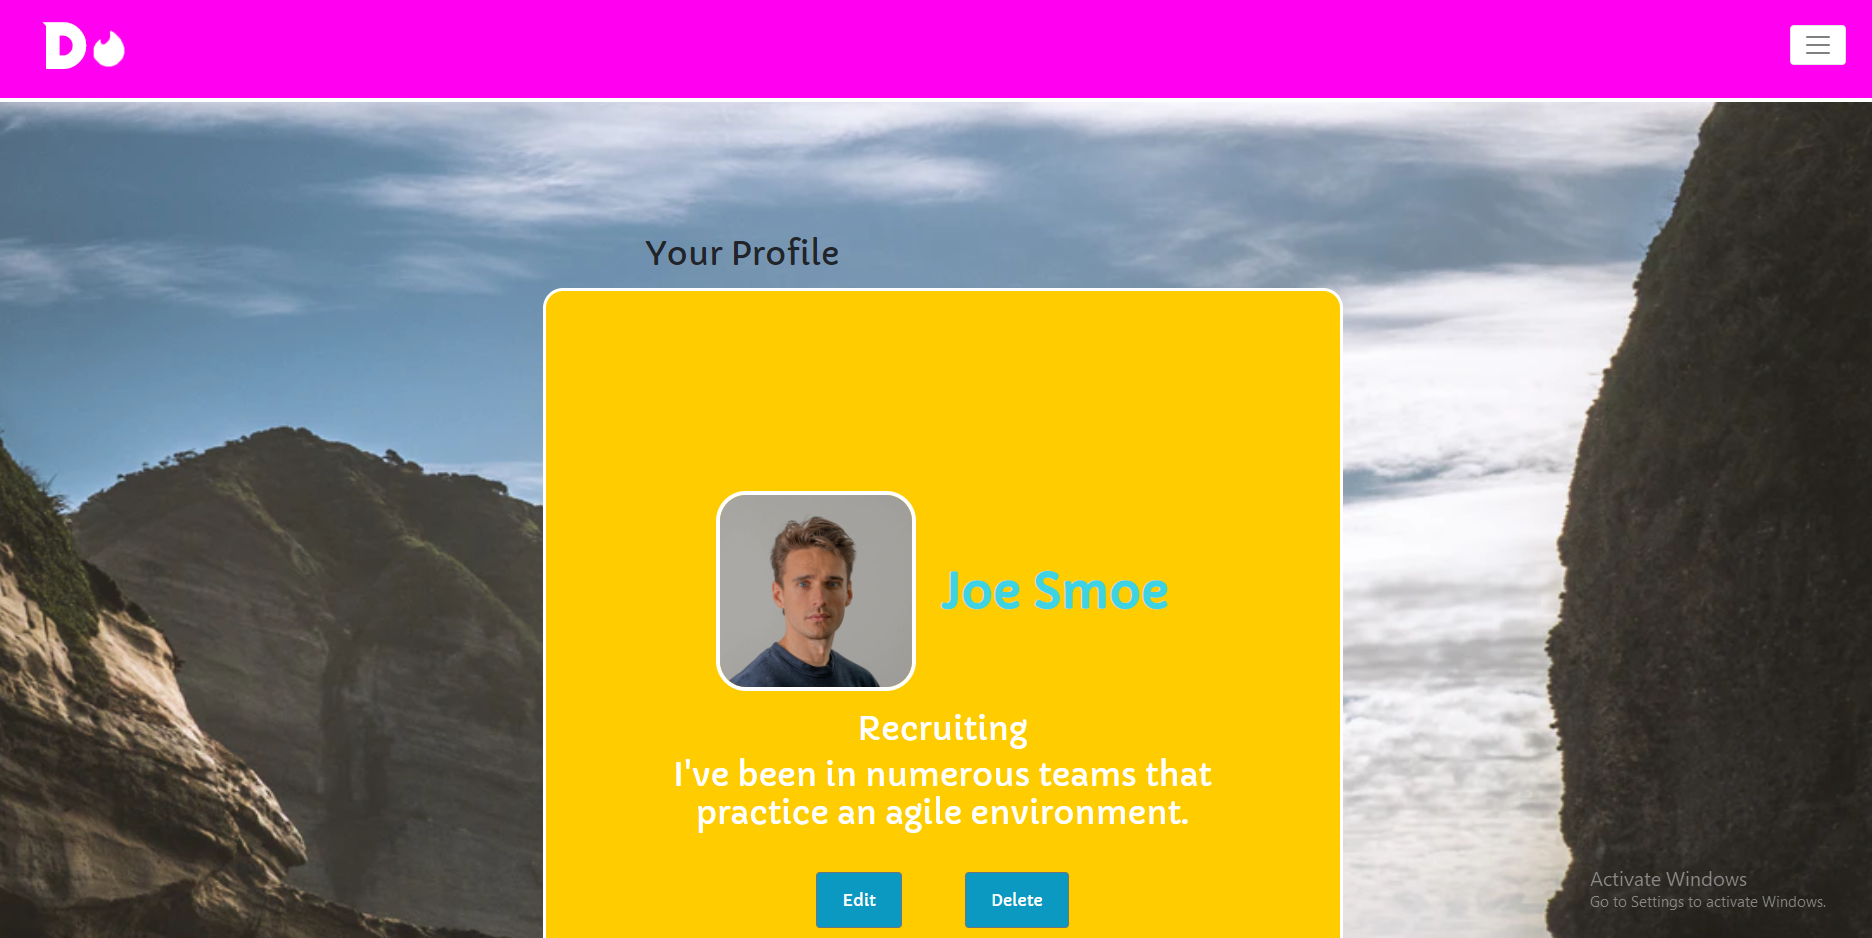 D
Your Profile
Joe Smoe
Recruiting
I've been in numerous teams that
practice an agile environment.
Edit
Delete
Activate Windows
Go to Settings to activate Windows.